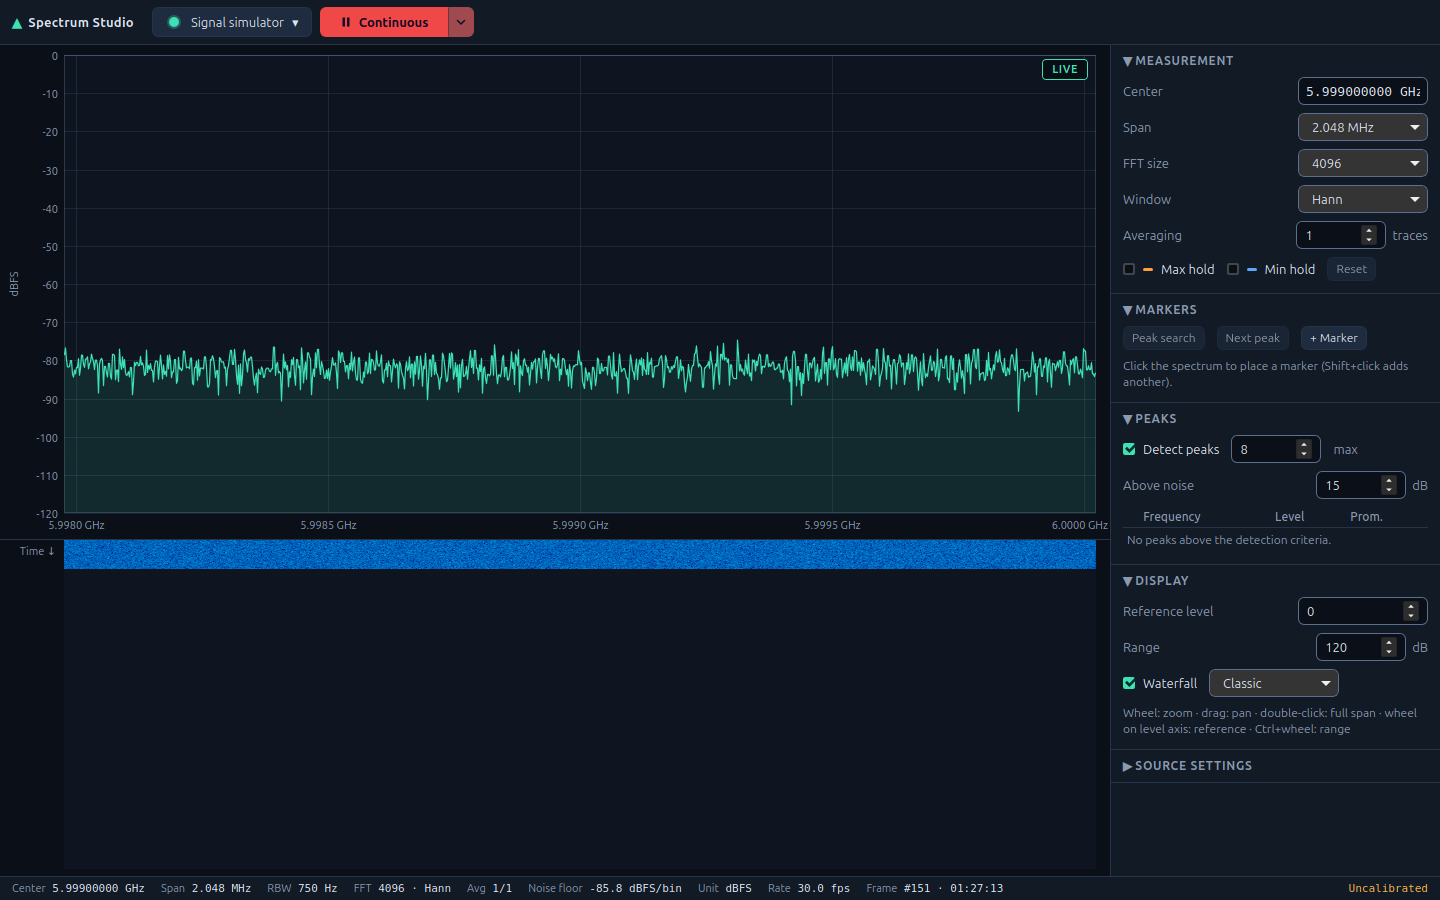 Spectrum Studio
Signal simulator ▾
Continuous
LIVE
0
-10
-20
-30
-40
-50
-60
-70
-80
-90
-100
-110
-120
dBFS
5.9980 GHz 5.9985 GHz 5.9990 GHz 5.9995 GHz 6.0000 GHz
Time ↓
▼ MEASUREMENT
Center 5.999000000 GHz
Span 2.048 MHz
FFT size 4096
Window Hann
Averaging 1 traces
Max hold Min hold Reset
▼ MARKERS
Peak search Next peak + Marker
Click the spectrum to place a marker (Shift+click adds
another).
▼ PEAKS
Detect peaks 8 max
Above noise 15 dB
Frequency Level Prom.
No peaks above the detection criteria.
▼ DISPLAY
Reference level 0
Range 120 dB
Waterfall Classic
Wheel: zoom · drag: pan · double-click: full span · wheel
on level axis: reference · Ctrl+wheel: range
▶ SOURCE SETTINGS
Center 5.99900000 GHz Span 2.048 MHz RBW 750 Hz FFT 4096 · Hann Avg 1/1 Noise floor -85.8 dBFS/bin Unit dBFS Rate 30.0 fps Frame #151 · 01:27:13 Uncalibrated